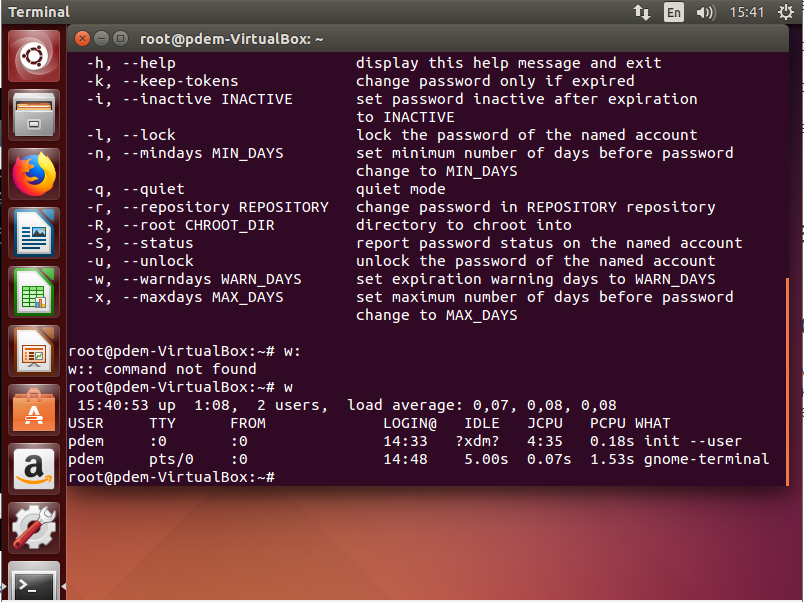 Terminal
En
15:41
root@pdem-VirtualBox: ~
-h, --help display this help message and exit
-k, --keep-tokens change password only if expired
-i, --inactive INACTIVE set password inactive after expiration
to INACTIVE
-l, --lock lock the password of the named account
-n, --mindays MIN_DAYS set minimum number of days before password
change to MIN_DAYS
-q, --quiet quiet mode
-r, --repository REPOSITORY change password in REPOSITORY repository
-R, --root CHROOT_DIR directory to chroot into
-S, --status report password status on the named account
-u, --unlock unlock the password of the named account
-w, --warndays WARN_DAYS set expiration warning days to WARN_DAYS
-x, --maxdays MAX_DAYS set maximum number of days before password
change to MAX_DAYS
root@pdem-VirtualBox:~# w:
w:: command not found
root@pdem-VirtualBox:~# w
15:40:53 up 1:08, 2 users, load average: 0,07, 0,08, 0,08
USER TTY FROM LOGIN@ IDLE JCPU PCPU WHAT
pdem :0 :0 14:33 ?xdm? 4:35 0.18s init --user
pdem pts/0 :0 14:48 5.00s 0.07s 1.53s gnome-terminal
root@pdem-VirtualBox:~#
A
a
>_